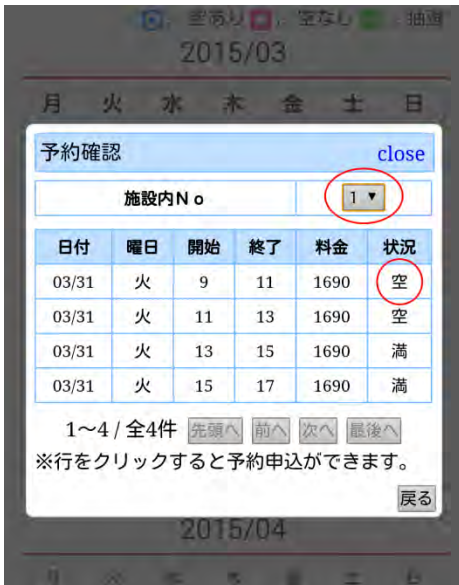 ：空あり ：空なし ：抽選
2015/03
月 火 水 木 金 土 日
予約確認 close
施設内No 1 ▼
日付 曜日 開始 終了 料金 状況
03/31 火 9 11 1690 空
03/31 火 11 13 1690 空
03/31 火 13 15 1690 満
03/31 火 15 17 1690 満
1～4 / 全4件 先頭へ 前へ 次へ 最後へ
※行をクリックすると予約申込ができます。
戻る
2015/04